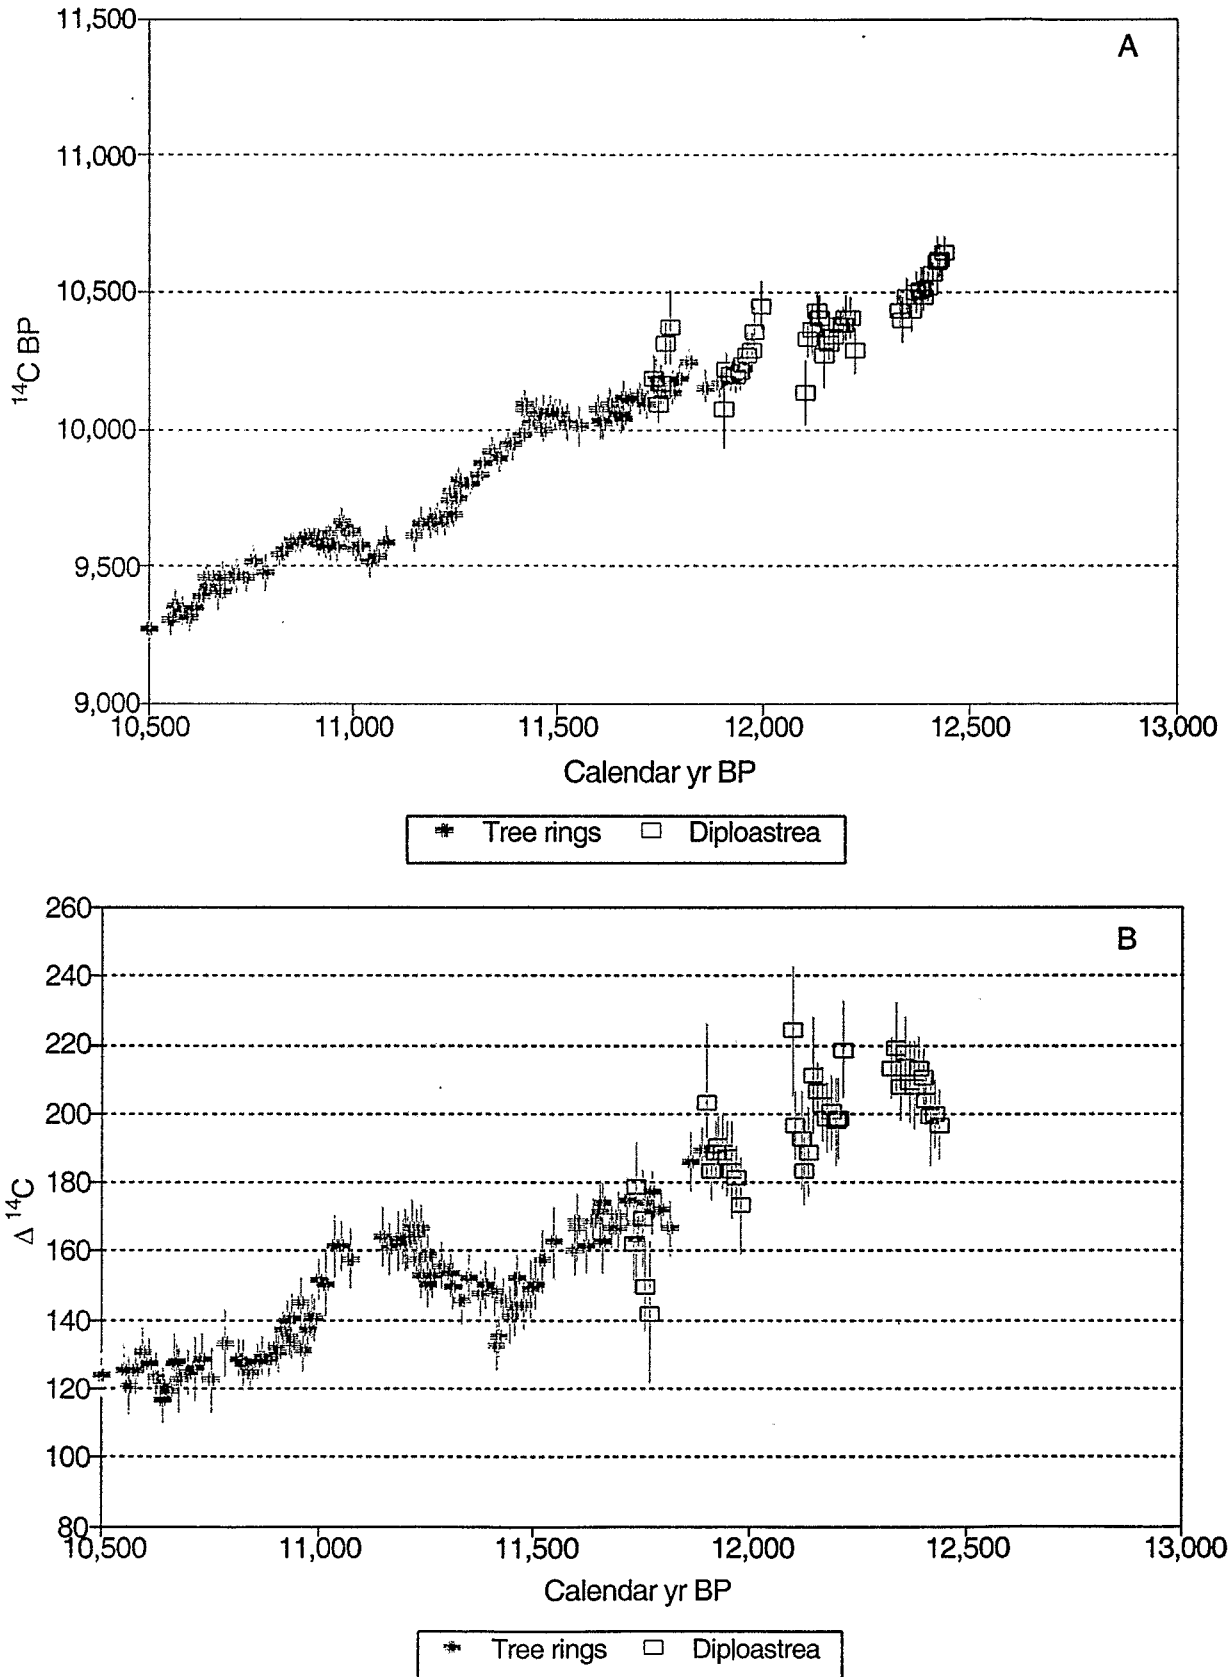 11,500
A
11,000
10,500
¹⁴C BP
10,000
9,500
9,000
10,500 11,000 11,500 12,000 12,500 13,000
Calendar yr BP
Tree rings Diploastrea
260
B
240
220
200
180
Δ ¹⁴C
160
140
120
100
80
10,500 11,000 11,500 12,000 12,500 13,000
Calendar yr BP
Tree rings Diploastrea